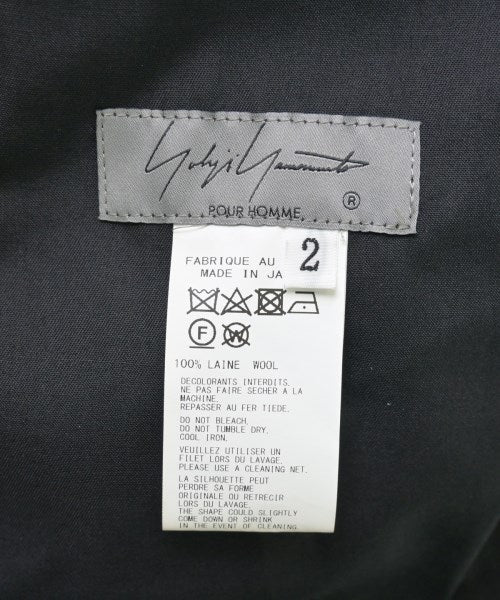 Yohji Yamamoto
®
POUR HOMME
FABRIQUE AU
2
MADE IN JA
F W
100% LAINE WOOL
DECOLORANTS INTERDITS.
NE PAS FAIRE SECHER A LA
MACHINE.
REPASSER AU FER TIEDE.
DO NOT BLEACH.
DO NOT TUMBLE DRY.
COOL IRON.
VEUILLEZ UTILISER UN
FILET LORS DU LAVAGE.
PLEASE USE A CLEANING NET.
LA SILHOUETTE PEUT
PERDRE SA FORME
ORIGINALE OU RETRECIR
LORS DU LAVAGE.
THE SHAPE COULD SLIGHTLY
COME DOWN OR SHRINK
IN THE EVENT OF CLEANING.